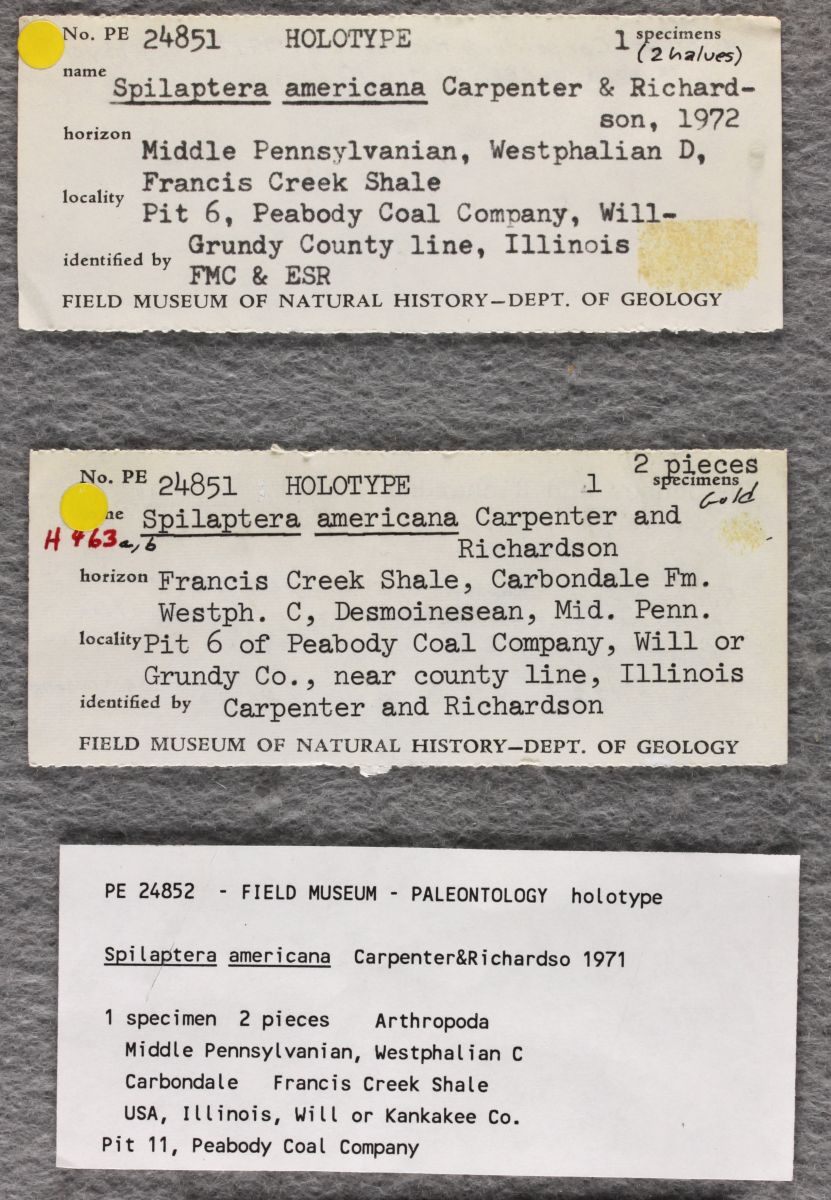 No. PE 24851 HOLOTYPE 1 specimens
(2 halves)
name Spilaptera americana Carpenter & Richard-
son, 1972
horizon Middle Pennsylvanian, Westphalian D,
Francis Creek Shale
locality Pit 6, Peabody Coal Company, Will-
Grundy County line, Illinois
identified by FMC & ESR
FIELD MUSEUM OF NATURAL HISTORY—DEPT. OF GEOLOGY
2 pieces
No. PE 24851 HOLOTYPE 1 specimens
Gold
me Spilaptera americana Carpenter and
H 463a,b Richardson
horizon Francis Creek Shale, Carbondale Fm.
Westph. C, Desmoinesean, Mid. Penn.
locality Pit 6 of Peabody Coal Company, Will or
Grundy Co., near county line, Illinois
identified by Carpenter and Richardson
FIELD MUSEUM OF NATURAL HISTORY—DEPT. OF GEOLOGY
PE 24852 - FIELD MUSEUM - PALEONTOLOGY holotype
Spilaptera americana Carpenter&Richardso 1971
1 specimen 2 pieces Arthropoda
Middle Pennsylvanian, Westphalian C
Carbondale Francis Creek Shale
USA, Illinois, Will or Kankakee Co.
Pit 11, Peabody Coal Company